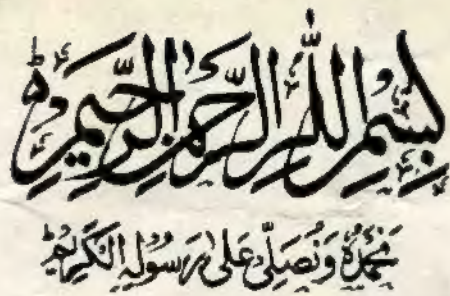 بِسْمِ اللّٰهِ الرَّحْمٰنِ الرَّحِيْمِ
نَحْمَدُهٗ وَنُصَلِّیْ عَلٰی رَسُوْلِهِ الْكَرِیْمِ